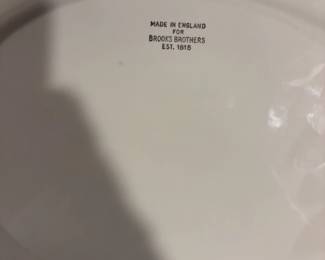 MADE IN ENGLAND
FOR
BROOKS BROTHERS
EST. 1818